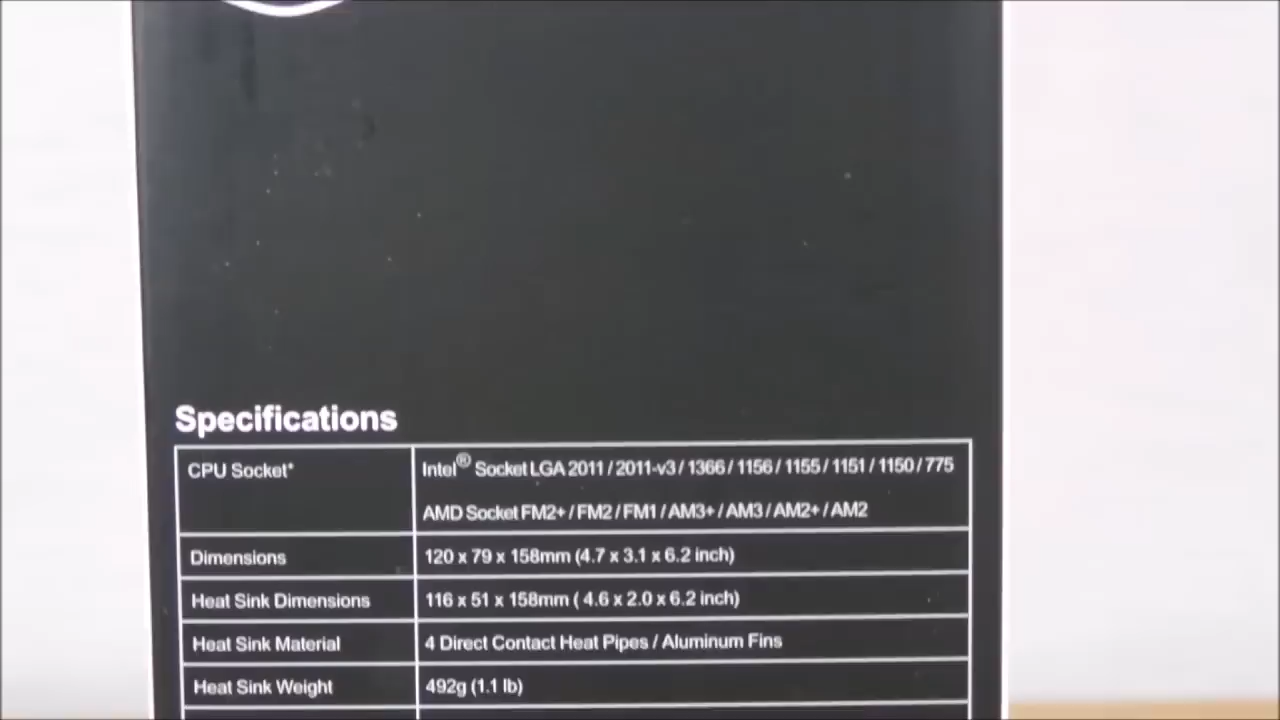 Specifications
CPU Socket*
Intel® Socket LGA 2011 / 2011-v3 / 1366 / 1156 / 1155 / 1151 / 1150 / 775
AMD Socket FM2+ / FM2 / FM1 / AM3+ / AM3 / AM2+ / AM2
Dimensions
120 x 79 x 158mm (4.7 x 3.1 x 6.2 inch)
Heat Sink Dimensions
116 x 51 x 158mm ( 4.6 x 2.0 x 6.2 inch)
Heat Sink Material
4 Direct Contact Heat Pipes / Aluminum Fins
Heat Sink Weight
492g (1.1 lb)